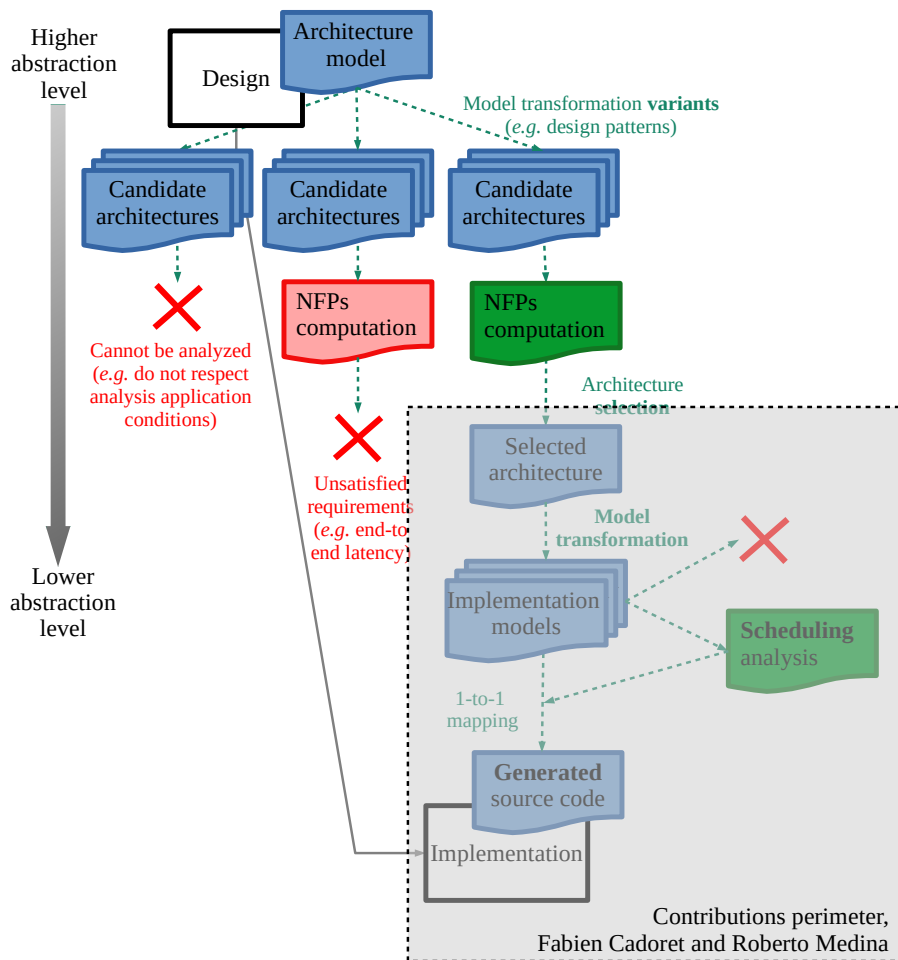 Higher
abstraction
level
Design
Architecture
model
Model transformation variants
(e.g. design patterns)
Candidate
architectures
Candidate
architectures
Candidate
architectures
NFPs
computation
NFPs
computation
Cannot be analyzed
(e.g. do not respect
analysis application
conditions)
Architecture
selection
Unsatisfied
requirements
(e.g. end-to
end latency)
Selected
architecture
Model
transformation
Lower
abstraction
level
Implementation
models
Scheduling
analysis
1-to-1
mapping
Generated
source code
Implementation
Contributions perimeter,
Fabien Cadoret and Roberto Medina